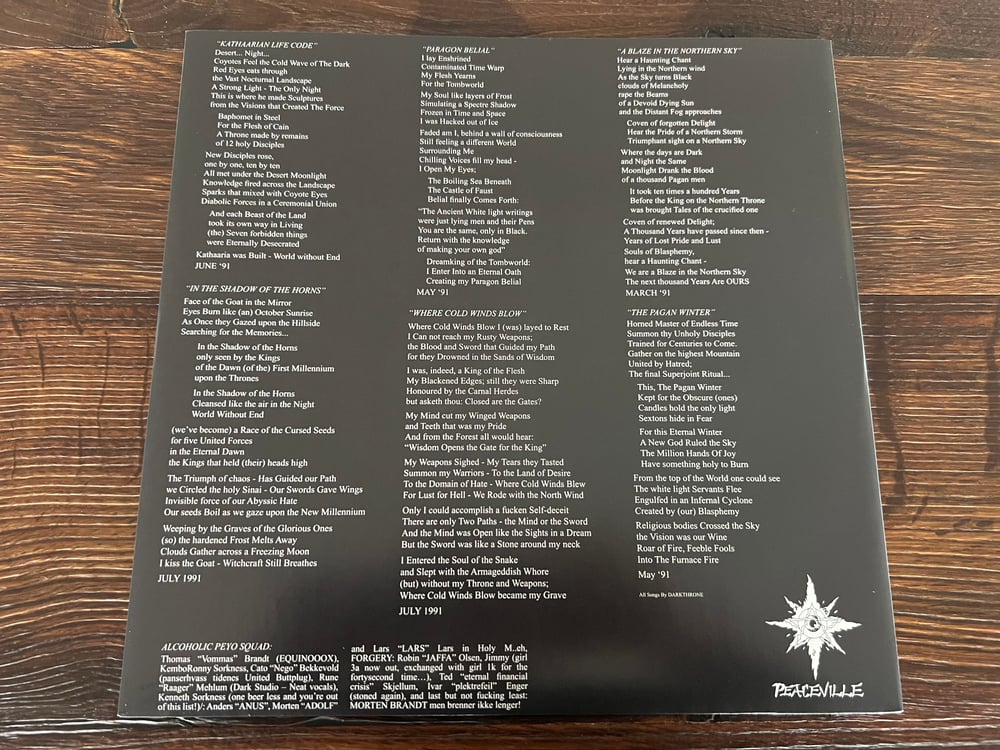 "KATHAARIAN LIFE CODE"
Desert... Night...
Coyotes Feel the Cold Wave of The Dark
Red Eyes eats through
the Vast Nocturnal Landscape
A Strong Light - The Only Night
This is where he made Sculptures
from the Visions that Created The Force
Baphomet in Steel
For the Flesh of Cain
A Throne made by remains
of 12 holy Disciples
New Disciples rose,
one by one, ten by ten
All met under the Desert Moonlight
Knowledge fired across the Landscape
Sparks that mixed with Coyote Eyes
Diabolic Forces in a Ceremonial Union
And each Beast of the Land
took its own way in Living
(the) Seven forbidden things
were Eternally Desecrated
Kathaaria was Built - World without End
JUNE '91
"IN THE SHADOW OF THE HORNS"
Face of the Goat in the Mirror
Eyes Burn like (an) October Sunrise
As Once they Gazed upon the Hillside
Searching for the Memories...
In the Shadow of the Horns
only seen by the Kings
of the Dawn (of the) First Millennium
upon the Thrones
In the Shadow of the Horns
Cleansed like the air in the Night
World Without End
(we've become) a Race of the Cursed Seeds
for five United Forces
in the Eternal Dawn
the Kings that held (their) heads high
The Triumph of chaos - Has Guided our Path
we Circled the holy Sinai - Our Swords Gave Wings
Invisible force of our Abyssic Hate
Our seeds Boil as we gaze upon the New Millennium
Weeping by the Graves of the Glorious Ones
(so) the hardened Frost Melts Away
Clouds Gather across a Freezing Moon
I kiss the Goat - Witchcraft Still Breathes
JULY 1991
"PARAGON BELIAL"
I lay Enshrined
Contaminated Time Warp
My Flesh Yearns
For the Tombworld
My Soul like layers of Frost
Simulating a Spectre Shadow
Frozen in Time and Space
I was Hacked out of Ice
Faded am I, behind a wall of consciousness
Still feeling a different World
Surrounding Me
Chilling Voices fill my head -
I Open My Eyes;
The Boiling Sea Beneath
The Castle of Faust
Belial finally Comes Forth:
"The Ancient White light writings
were just lying men and their Pens
You are the same, only in Black.
Return with the knowledge
of making your own god"
Dreamking of the Tombworld:
I Enter Into an Eternal Oath
Creating my Paragon Belial
MAY '91
"WHERE COLD WINDS BLOW"
Where Cold Winds Blow I (was) layed to Rest
I Can not reach my Rusty Weapons;
the Blood and Sword that Guided my Path
for they Drowned in the Sands of Wisdom
I was, indeed, a King of the Flesh
My Blackened Edges; still they were Sharp
Honoured by the Carnal Herdes
but asketh thou: Closed are the Gates?
My Mind cut my Winged Weapons
and Teeth that was my Pride
And from the Forest all would hear:
"Wisdom Opens the Gate for the King"
My Weapons Sighed - My Tears they Tasted
Summon my Warriors - To the Land of Desire
To the Domain of Hate - Where Cold Winds Blew
For Lust for Hell - We Rode with the North Wind
Only I could accomplish a fucken Self-deceit
There are only Two Paths - the Mind or the Sword
And the Mind was Open like the Sights in a Dream
But the Sword was like a Stone around my neck
I Entered the Soul of the Snake
and Slept with the Armageddish Whore
(but) without my Throne and Weapons;
Where Cold Winds Blow became my Grave
JULY 1991
"A BLAZE IN THE NORTHERN SKY"
Hear a Haunting Chant
Lying in the Northern wind
As the Sky turns Black
clouds of Melancholy
rape the Beams
of a Devoid Dying Sun
and the Distant Fog approaches
Coven of forgotten Delight
Hear the Pride of a Northern Storm
Triumphant sight on a Northern Sky
Where the days are Dark
and Night the Same
Moonlight Drank the Blood
of a thousand Pagan men
It took ten times a hundred Years
Before the King on the Northern Throne
was brought Tales of the crucified one
Coven of renewed Delight;
A Thousand Years have passed since then -
Years of Lost Pride and Lust
Souls of Blasphemy,
hear a Haunting Chant -
We are a Blaze in the Northern Sky
The next thousand Years Are OURS
MARCH '91
"THE PAGAN WINTER"
Horned Master of Endless Time
Summon thy Unholy Disciples
Trained for Centuries to Come.
Gather on the highest Mountain
United by Hatred;
The final Superjoint Ritual...
This, The Pagan Winter
Kept for the Obscure (ones)
Candles hold the only light
Sextons hide in Fear
For this Eternal Winter
A New God Ruled the Sky
The Million Hands Of Joy
Have something holy to Burn
From the top of the World one could see
The white light Servants Flee
Engulfed in an Infernal Cyclone
Created by (our) Blasphemy
Religious bodies Crossed the Sky
the Vision was our Wine
Roar of Fire, Feeble Fools
Into The Furnace Fire
May '91
All Songs By DARKTHRONE
ALCOHOLIC PEYO SQUAD:
Thomas "Vommas" Brandt (EQUINOOOX),
KemboRonny Sorkness, Cato "Nego" Bekkevold
(panserhvass tidenes United Buttplug), Rune
"Raager" Mehlum (Dark Studio – Neat vocals),
Kenneth Sorkness (one beer less and you're out
of this list!)/: Anders "ANUS", Morten "ADOLF"
and Lars "LARS" Lars in Holy M..eh,
FORGERY: Robin "JAFFA" Olsen, Jimmy (girl
3a now out, exchanged with girl 1k for the
fortysecond time...), Ted "eternal financial
crisis" Skjellum, Ivar "plektrefeil" Enger
(stoned again), and last but not fucking least:
MORTEN BRANDT men brenner ikke lenger!
PEACEVILLE